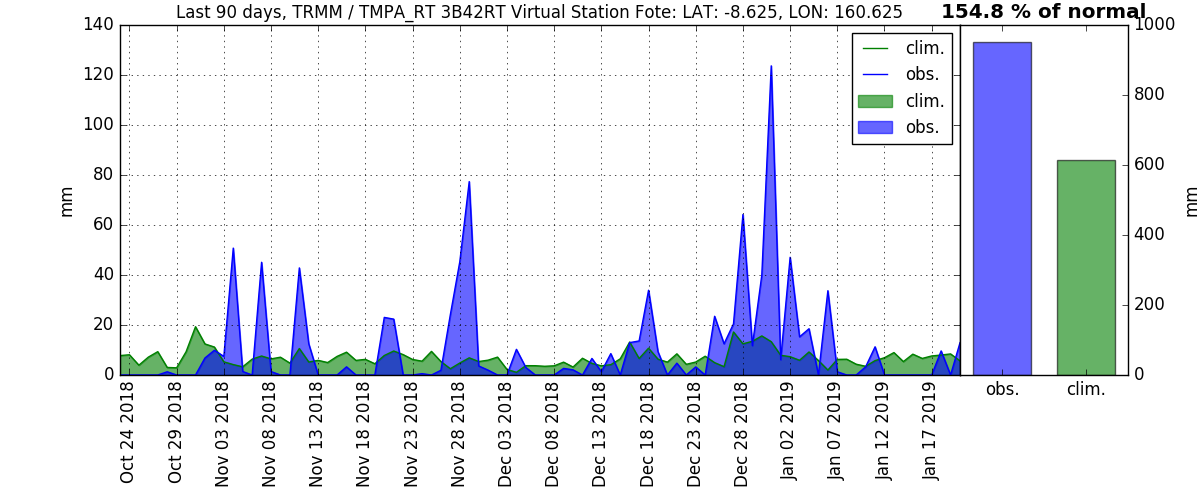 Last 90 days, TRMM / TMPA_RT 3B42RT Virtual Station Fote: LAT: -8.625, LON: 160.625
154.8 % of normal
mm
140
120
100
80
60
40
20
0
clim.
obs.
clim.
obs.
1000
800
600
400
200
0
mm
Oct 24 2018
Oct 29 2018
Nov 03 2018
Nov 08 2018
Nov 13 2018
Nov 18 2018
Nov 23 2018
Nov 28 2018
Dec 03 2018
Dec 08 2018
Dec 13 2018
Dec 18 2018
Dec 23 2018
Dec 28 2018
Jan 02 2019
Jan 07 2019
Jan 12 2019
Jan 17 2019
obs.
clim.